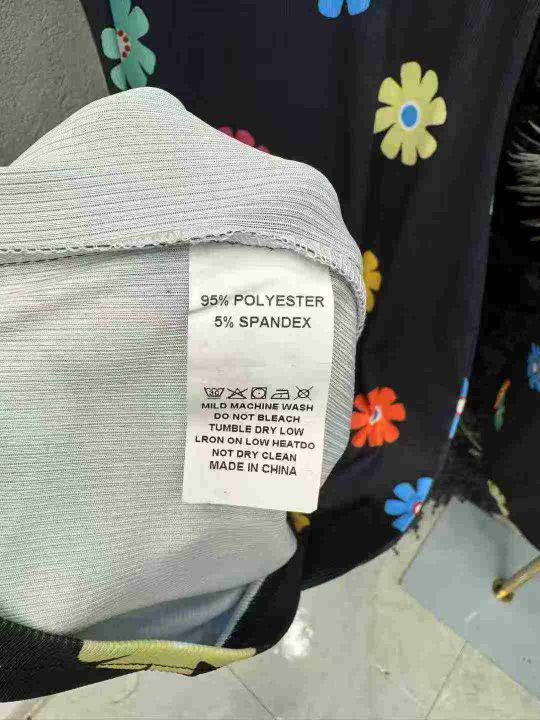 95% POLYESTER
5% SPANDEX
MILD MACHINE WASH
DO NOT BLEACH
TUMBLE DRY LOW
LRON ON LOW HEATDO
NOT DRY CLEAN
MADE IN CHINA